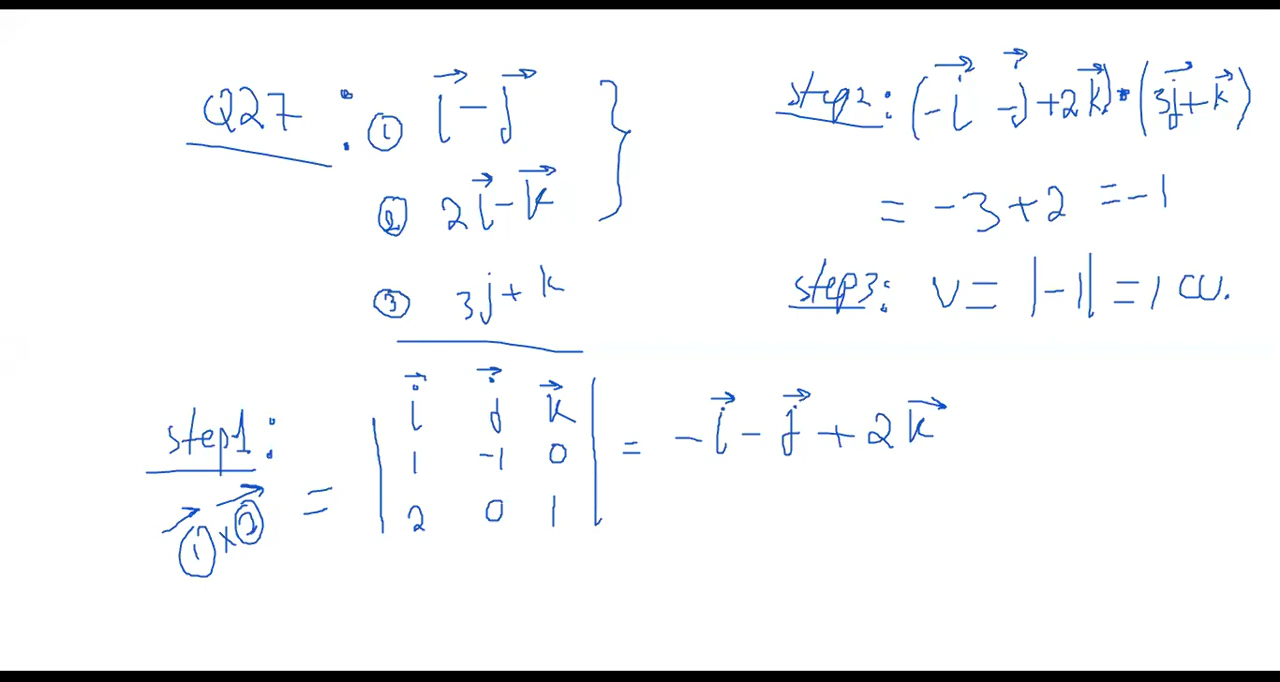 Q27 : ① i⃗ - j⃗
② 2i⃗ - k⃗
③ 3j + k
step1:
①⃗ x ②⃗ = | i⃗ j⃗ k⃗ | = -i⃗ - j⃗ + 2k⃗
1 -1 0
2 0 1
step2: (-i⃗ -j⃗ + 2k⃗) • (3j⃗ + k⃗)
= -3 + 2 = -1
step3: V = |-1| = 1 cu.